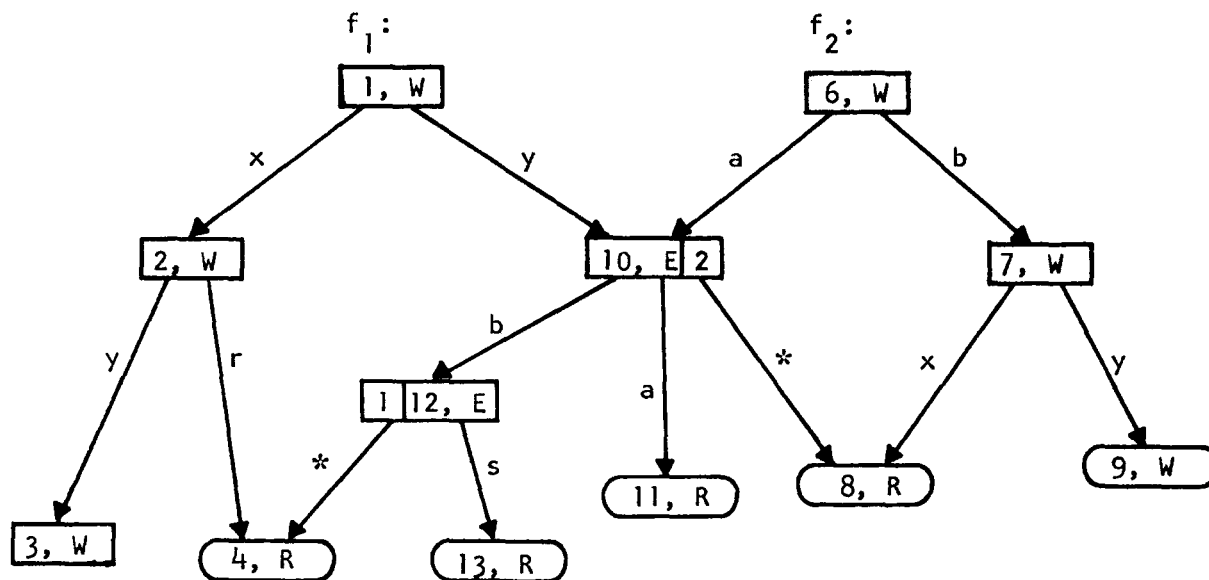 f1: f2:
1, W 6, W
x y a b
2, W 10, E 2 7, W
y r b a * x y
1 12, E
* s
3, W 4, R 13, R 11, R 8, R 9, W